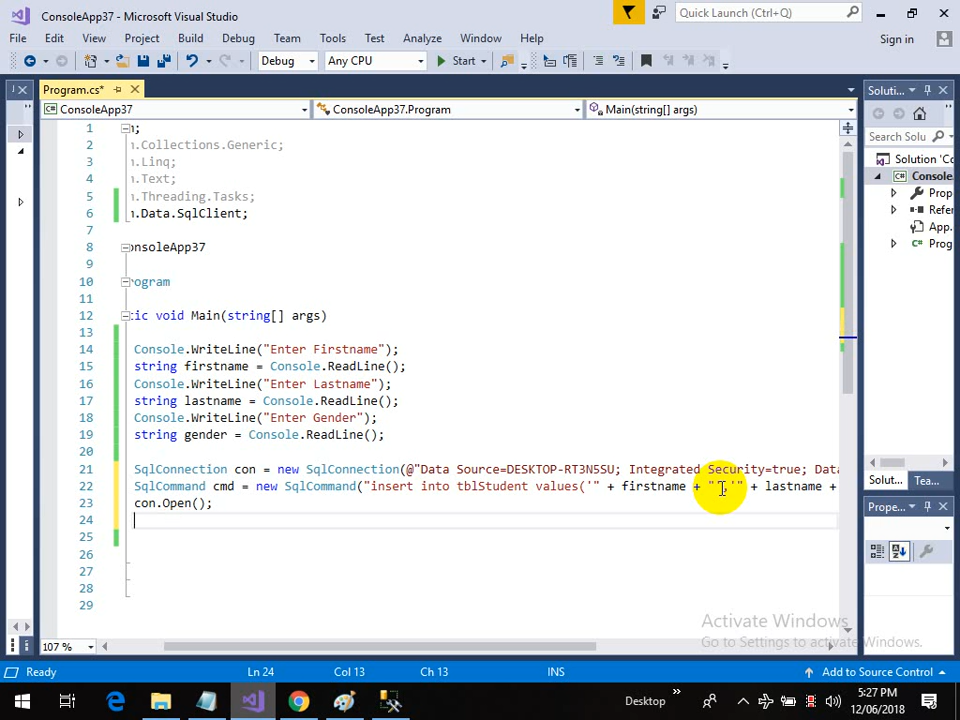 ConsoleApp37 - Microsoft Visual Studio
Quick Launch (Ctrl+Q)
File Edit View Project Build Debug Team Tools Test Analyze Window Help
Sign in
Debug Any CPU Start
Program.cs*
Soluti...
ConsoleApp37 ConsoleApp37.Program Main(string[] args)
1 n;
2 n.Collections.Generic;
Search Solu
3 n.Linq;
Solution 'Co
4 n.Text;
Console.
5 n.Threading.Tasks;
Prop
6 n.Data.SqlClient;
Refer
7
App.
8 onsoleApp37
Prog
9
10 rogram
11
12 tic void Main(string[] args)
13
14 Console.WriteLine("Enter Firstname");
15 string firstname = Console.ReadLine();
16 Console.WriteLine("Enter Lastname");
17 string lastname = Console.ReadLine();
18 Console.WriteLine("Enter Gender");
19 string gender = Console.ReadLine();
20
21 SqlConnection con = new SqlConnection(@"Data Source=DESKTOP-RT3N5SU; Integrated Security=true; Data
22 SqlCommand cmd = new SqlCommand("insert into tblStudent values('" + firstname + "','" + lastname +
Solut... Tea...
23 con.Open();
Prope...
24
25
26
27
28
29
Activate Windows
Go to Settings to activate Windows.
107 %
Ready Ln 24 Col 13 Ch 13 INS Add to Source Control
Desktop
5:27 PM
12/06/2018